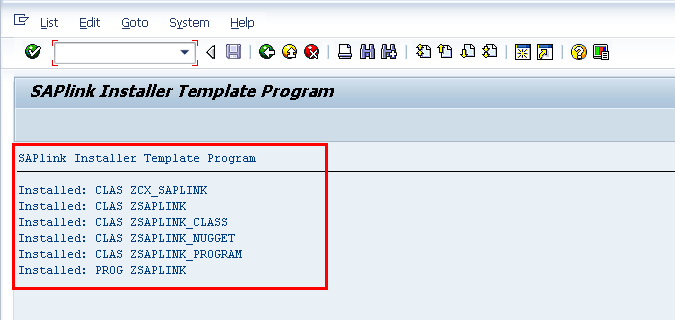 List Edit Goto System Help
SAPlink Installer Template Program
SAPlink Installer Template Program
Installed: CLAS ZCX_SAPLINK
Installed: CLAS ZSAPLINK
Installed: CLAS ZSAPLINK_CLASS
Installed: CLAS ZSAPLINK_NUGGET
Installed: CLAS ZSAPLINK_PROGRAM
Installed: PROG ZSAPLINK